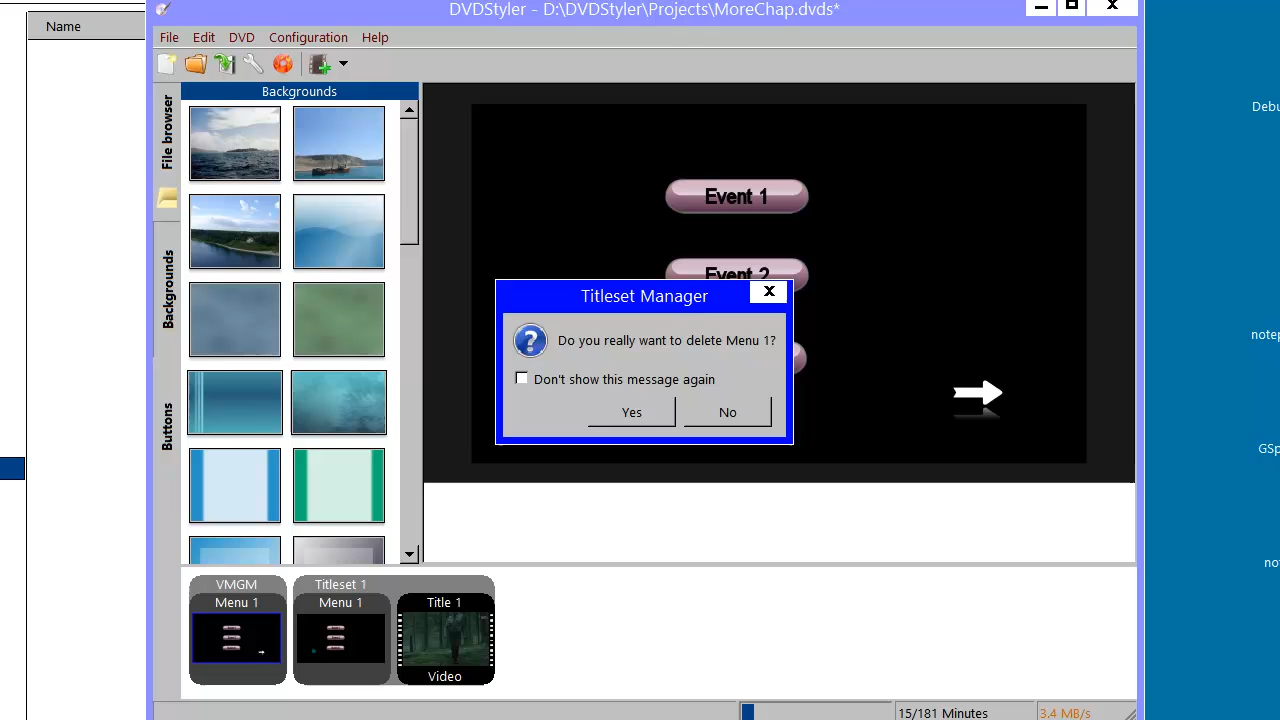 Name
DVDStyler - D:\DVDStyler\Projects\MoreChap.dvds*
File Edit DVD Configuration Help
File browser
Backgrounds
Buttons
Backgrounds
Event 1
Event 2
Titleset Manager
Do you really want to delete Menu 1?
Don't show this message again
Yes No
VMGM
Menu 1
Titleset 1
Menu 1
Title 1
Video
15/181 Minutes
3.4 MB/s
Debu
notep
GSp
no